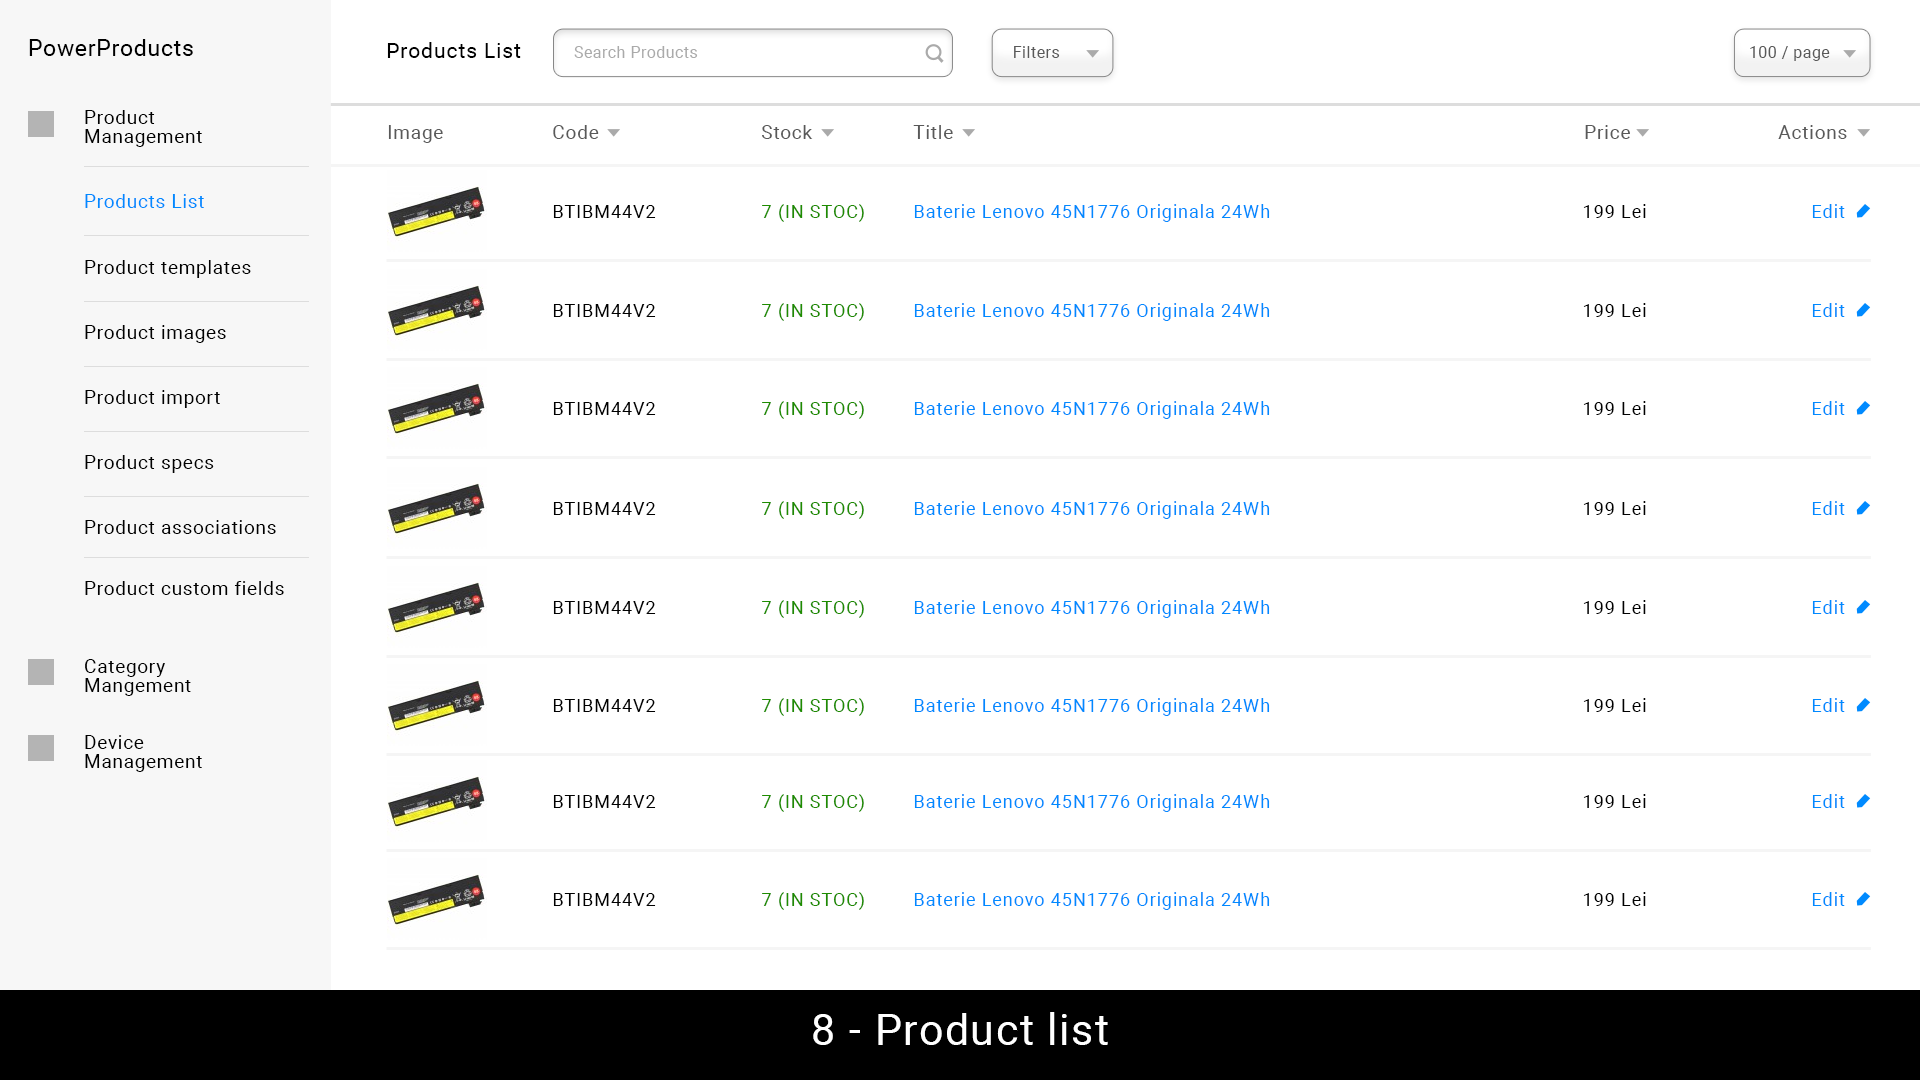 PowerProducts
Product
Management
Products List
Product templates
Product images
Product import
Product specs
Product associations
Product custom fields
Category
Mangement
Device
Management
Products List
Search Products
Filters
100 / page
Image Code Stock Title Price Actions
BTIBM44V2 7 (IN STOC) Baterie Lenovo 45N1776 Originala 24Wh 199 Lei Edit
BTIBM44V2 7 (IN STOC) Baterie Lenovo 45N1776 Originala 24Wh 199 Lei Edit
BTIBM44V2 7 (IN STOC) Baterie Lenovo 45N1776 Originala 24Wh 199 Lei Edit
BTIBM44V2 7 (IN STOC) Baterie Lenovo 45N1776 Originala 24Wh 199 Lei Edit
BTIBM44V2 7 (IN STOC) Baterie Lenovo 45N1776 Originala 24Wh 199 Lei Edit
BTIBM44V2 7 (IN STOC) Baterie Lenovo 45N1776 Originala 24Wh 199 Lei Edit
BTIBM44V2 7 (IN STOC) Baterie Lenovo 45N1776 Originala 24Wh 199 Lei Edit
BTIBM44V2 7 (IN STOC) Baterie Lenovo 45N1776 Originala 24Wh 199 Lei Edit
8 - Product list